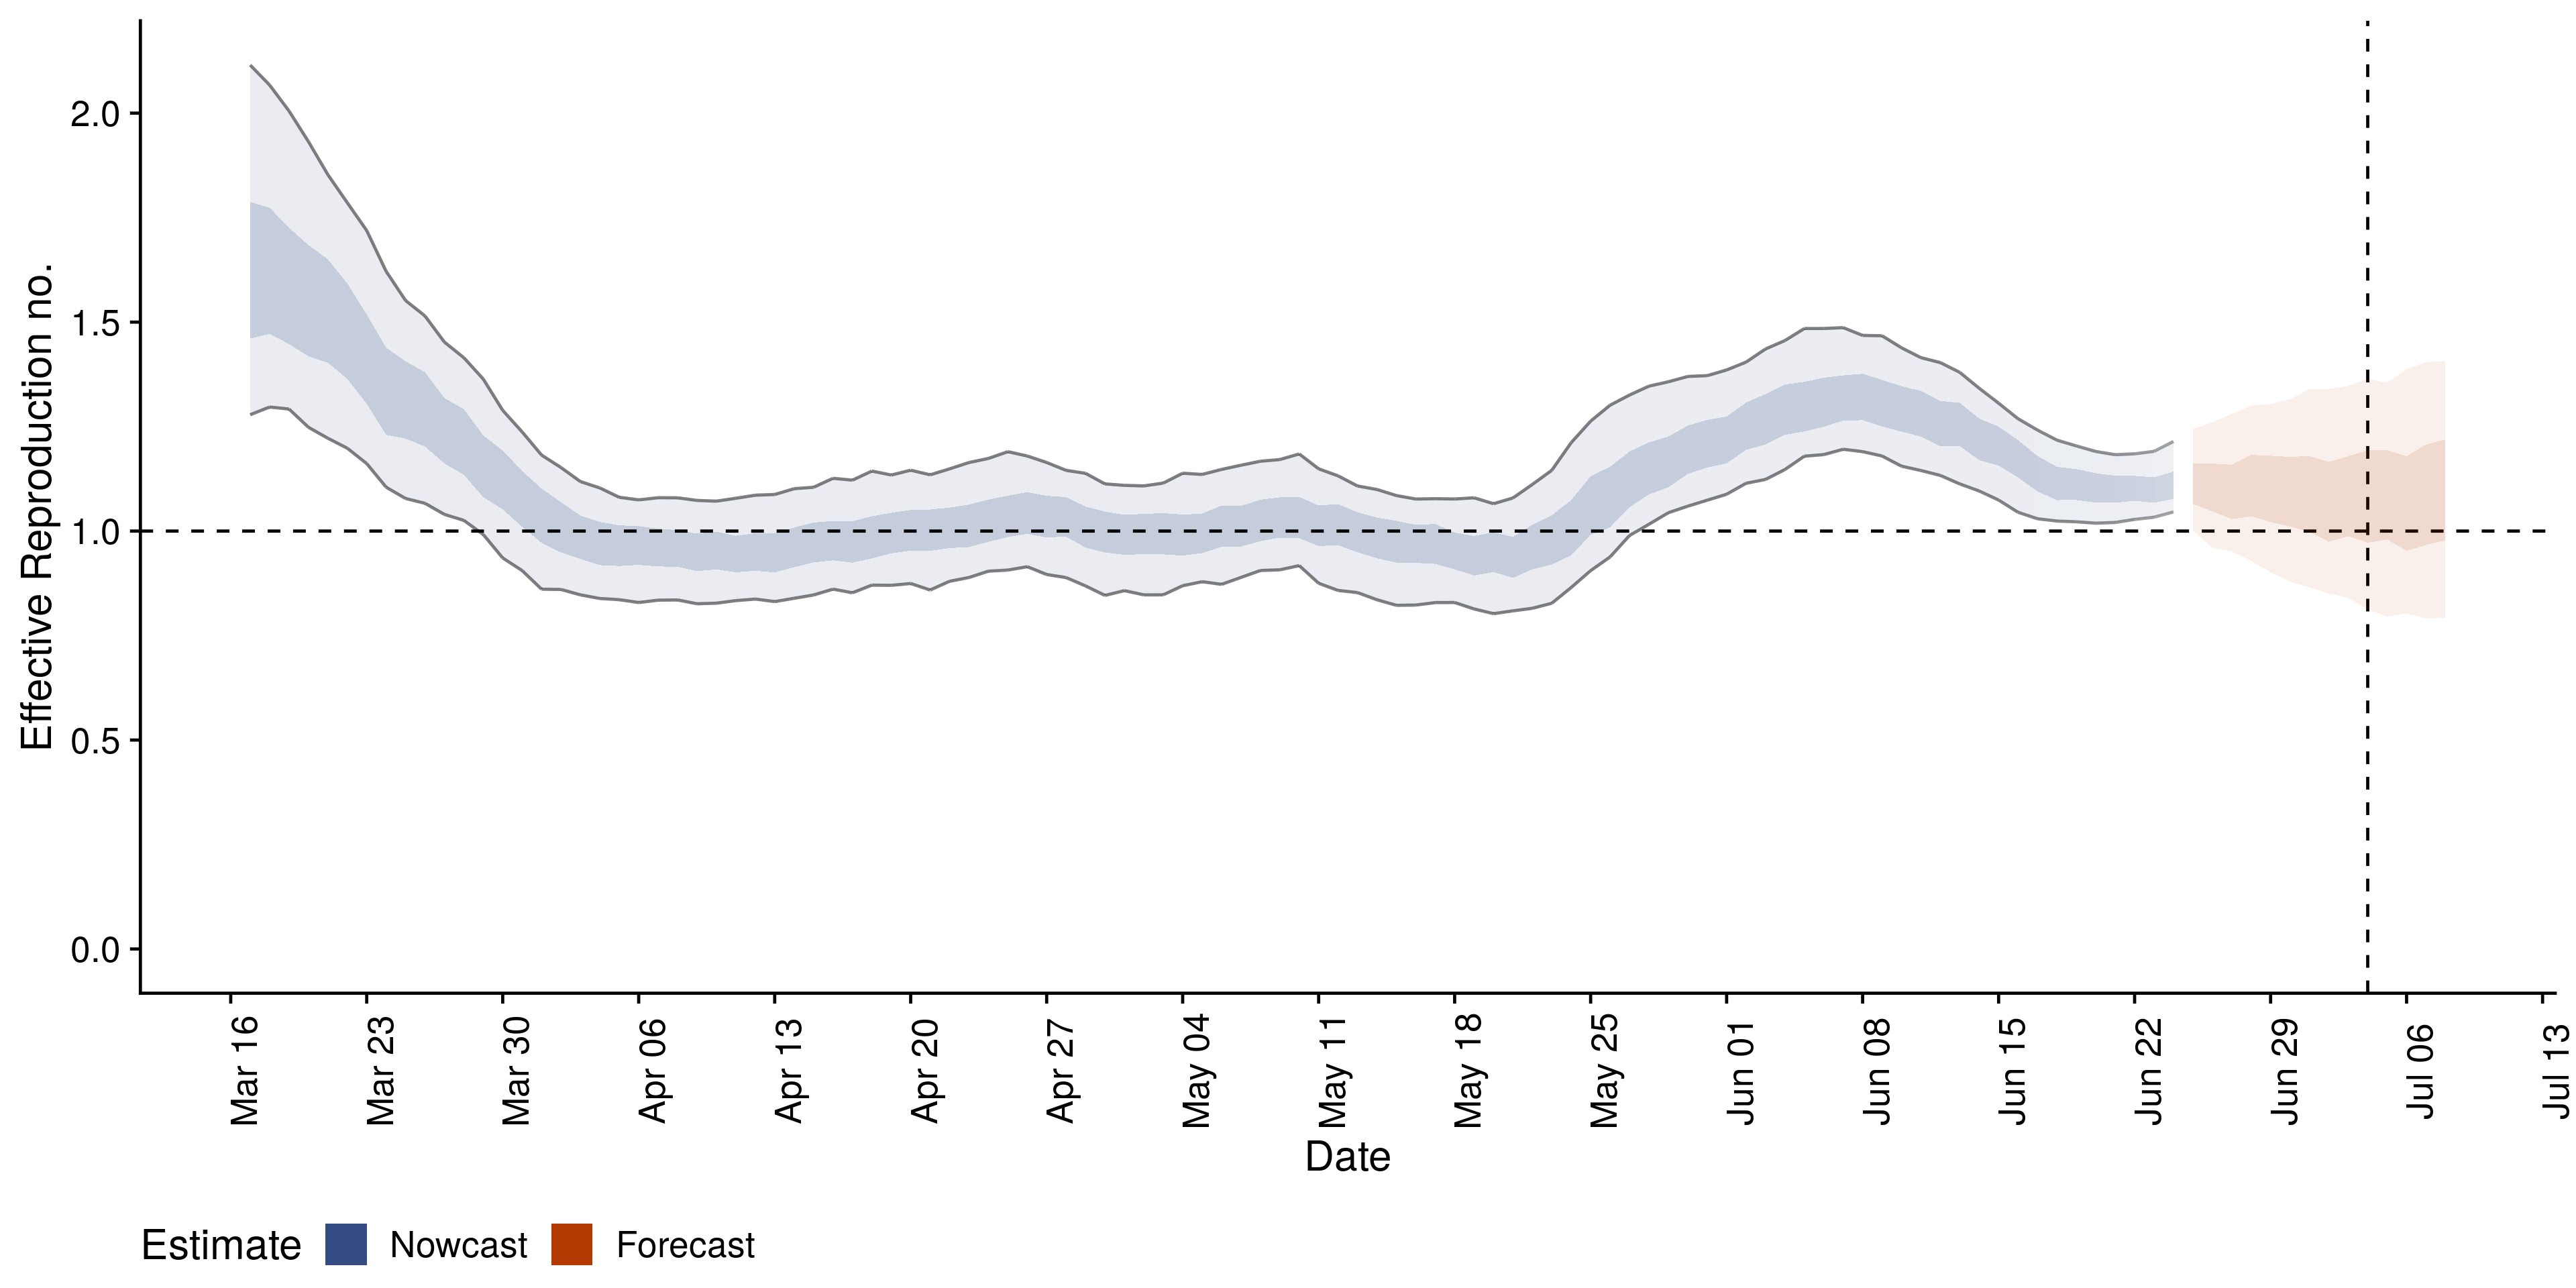 Effective Reproduction no.
2.0
1.5
1.0
0.5
0.0
Mar 16
Mar 23
Mar 30
Apr 06
Apr 13
Apr 20
Apr 27
May 04
May 11
May 18
May 25
Jun 01
Jun 08
Jun 15
Jun 22
Jun 29
Jul 06
Jul 13
Date
Estimate Nowcast Forecast